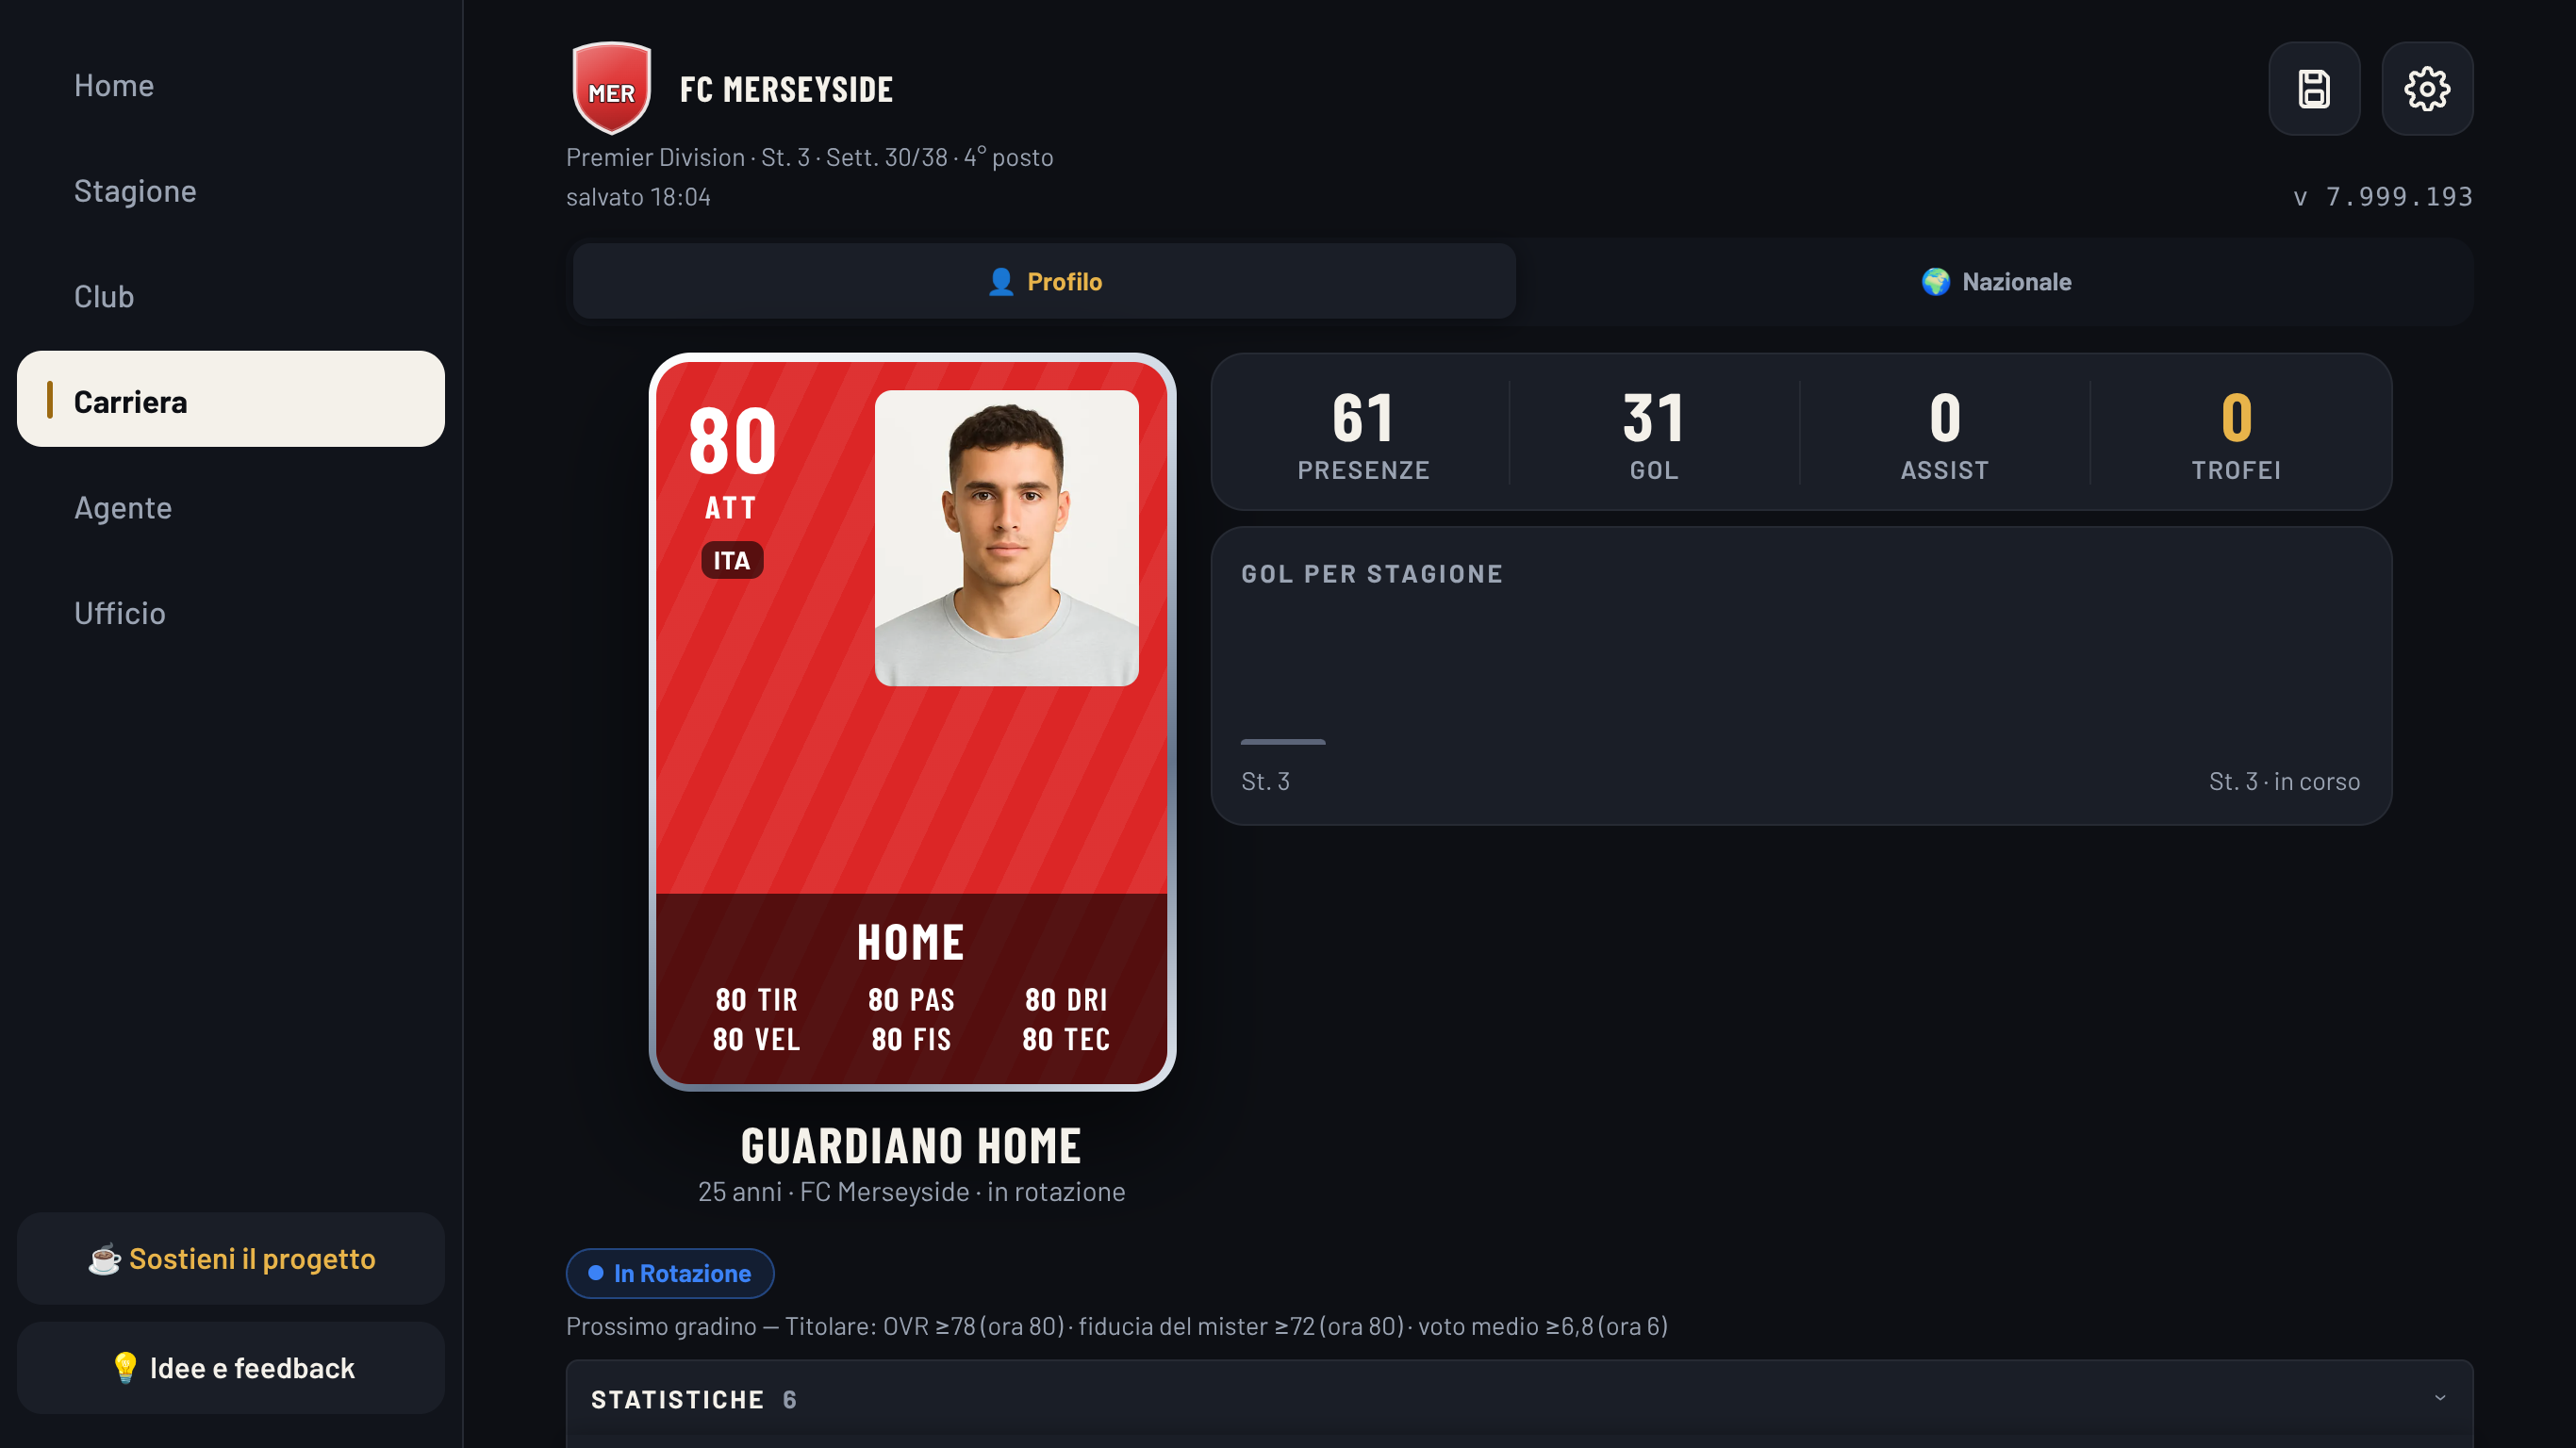 Home
Stagione
Club
Carriera
Agente
Ufficio
☕ Sostieni il progetto
💡 Idee e feedback
MER
FC MERSEYSIDE
Premier Division · St. 3 · Sett. 30/38 · 4° posto
salvato 18:04
v 7.999.193
👤 Profilo
🌍 Nazionale
80
ATT
ITA
HOME
80 TIR 80 PAS 80 DRI
80 VEL 80 FIS 80 TEC
GUARDIANO HOME
25 anni · FC Merseyside · in rotazione
61 31 0 0
PRESENZE GOL ASSIST TROFEI
GOL PER STAGIONE
St. 3 St. 3 · in corso
In Rotazione
Prossimo gradino — Titolare: OVR ≥78 (ora 80) · fiducia del mister ≥72 (ora 80) · voto medio ≥6,8 (ora 6)
STATISTICHE 6